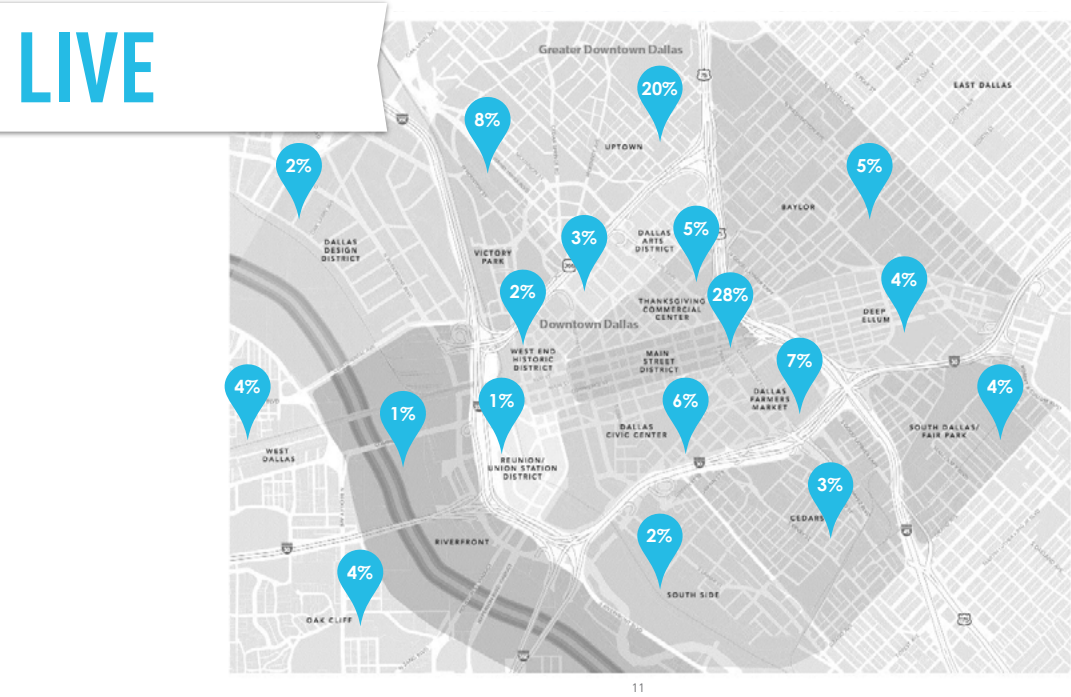 LIVE
Greater Downtown Dallas
EAST DALLAS
20%
8%
UPTOWN
2%
5%
BAYLOR
DALLAS
DESIGN
DISTRICT
VICTORY
PARK
3%
DALLAS
ARTS
DISTRICT
5%
2%
28%
4%
THANKSGIVING
COMMERCIAL
CENTER
DEEP
ELLUM
Downtown Dallas
WEST END
HISTORIC
DISTRICT
MAIN
STREET
DISTRICT
7%
4%
1%
1%
6%
DALLAS
FARMERS
MARKET
4%
DALLAS
CIVIC CENTER
SOUTH DALLAS/
FAIR PARK
WEST
DALLAS
REUNION/
UNION STATION
DISTRICT
3%
CEDARS
RIVERFRONT
2%
4%
SOUTH SIDE
OAK CLIFF
11